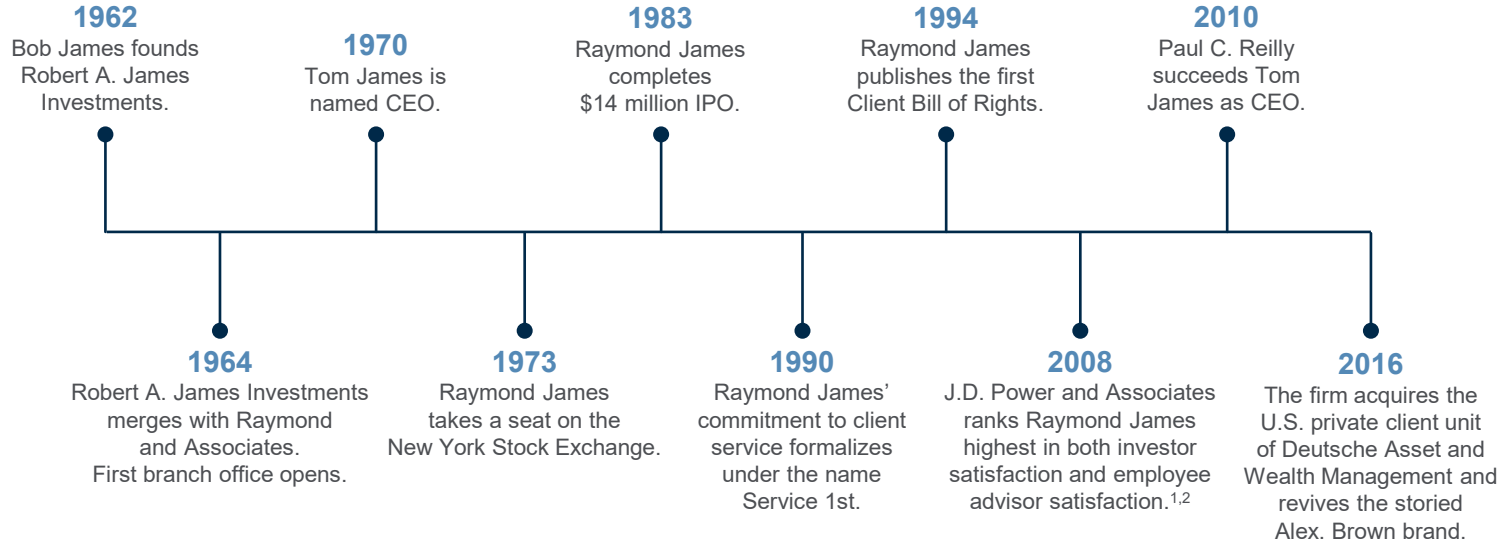 1962
Bob James founds
Robert A. James
Investments.
1970
Tom James is
named CEO.
1983
Raymond James
completes
$14 million IPO.
1994
Raymond James
publishes the first
Client Bill of Rights.
2010
Paul C. Reilly
succeeds Tom
James as CEO.
1964
Robert A. James Investments
merges with Raymond
and Associates.
First branch office opens.
1973
Raymond James
takes a seat on the
New York Stock Exchange.
1990
Raymond James’
commitment to client
service formalizes
under the name
Service 1st.
2008
J.D. Power and Associates
ranks Raymond James
highest in both investor
satisfaction and employee
advisor satisfaction.1,2
2016
The firm acquires the
U.S. private client unit
of Deutsche Asset and
Wealth Management and
revives the storied
Alex. Brown brand.